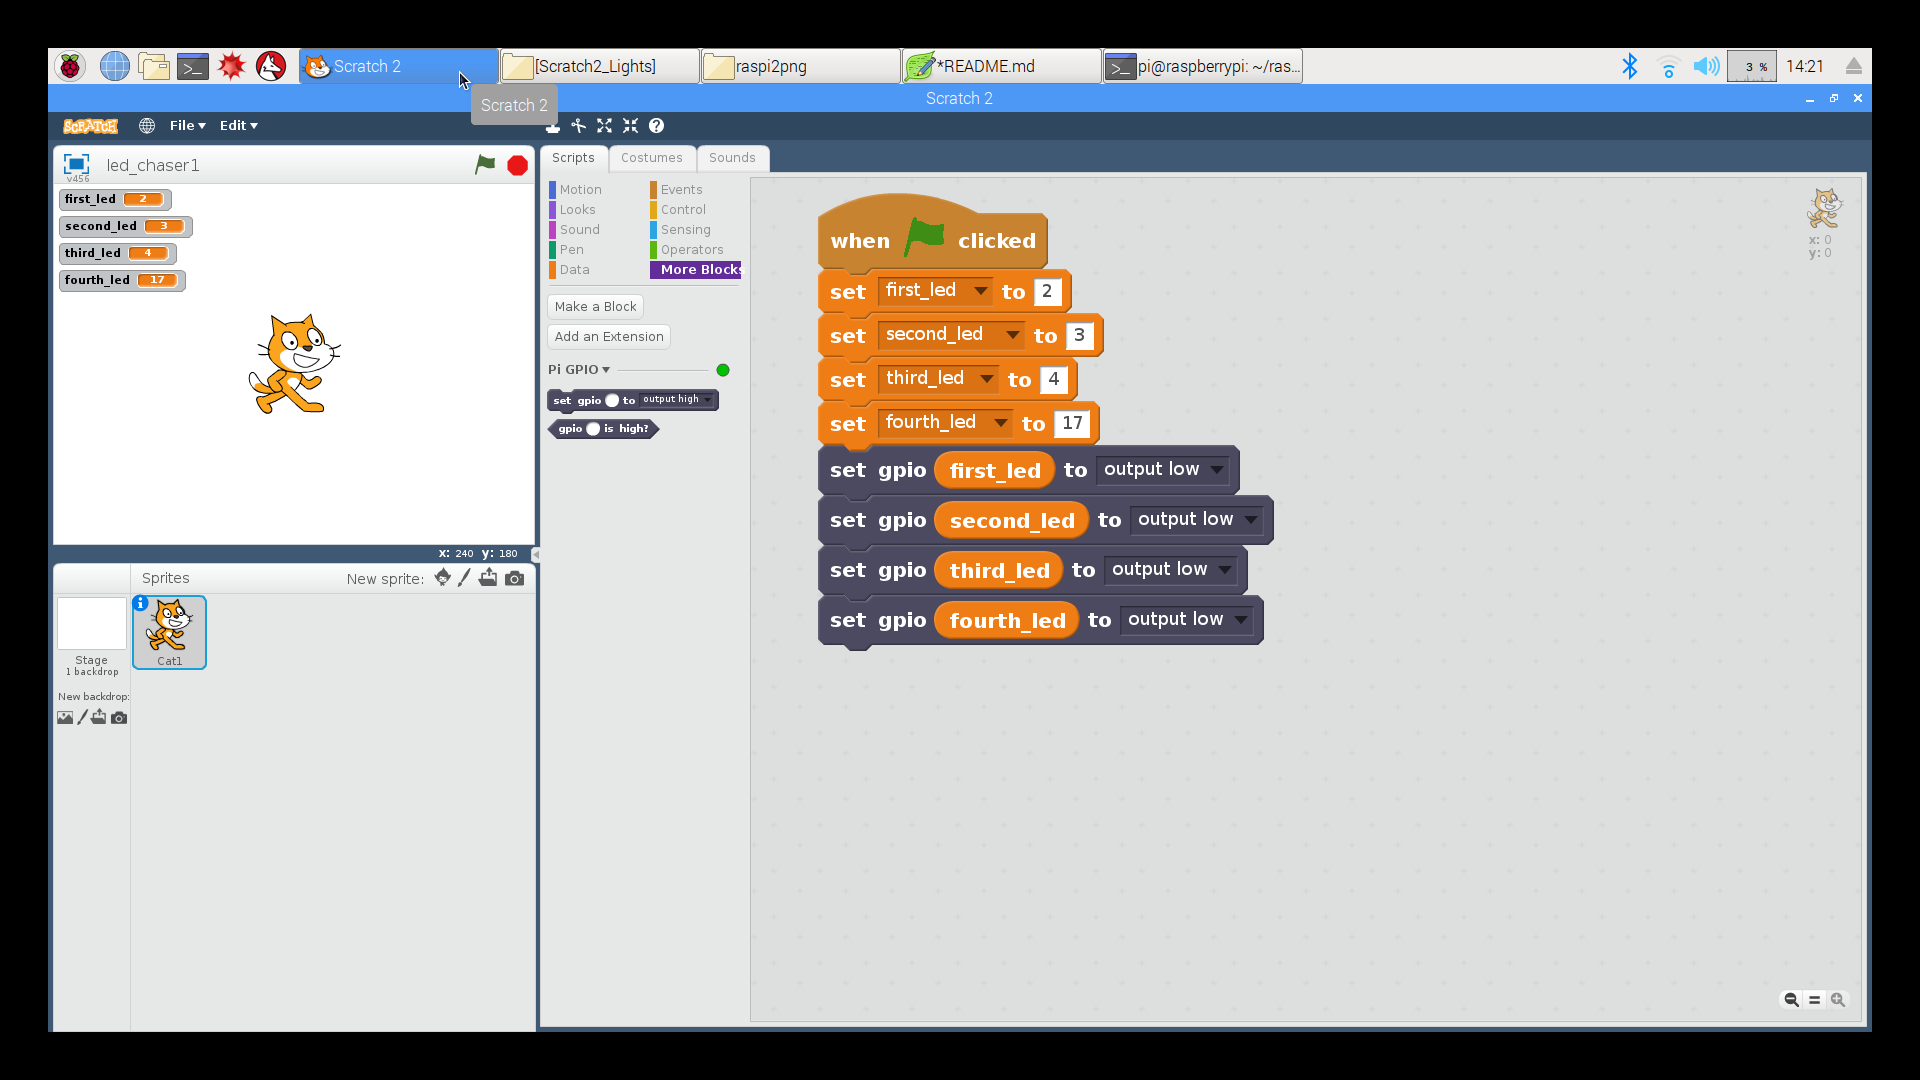 Scratch 2
[Scratch2_Lights]
raspi2png
*README.md
pi@raspberrypi: ~/ras...
3 %
14:21
Scratch 2
Scratch 2
SCRATCH
File
Edit
led_chaser1
v456
first_led 2
second_led 3
third_led 4
fourth_led 17
x: 240 y: 180
Sprites
New sprite:
Stage
1 backdrop
New backdrop:
Cat1
Scripts
Costumes
Sounds
Motion
Looks
Sound
Pen
Data
Events
Control
Sensing
Operators
More Blocks
Make a Block
Add an Extension
Pi GPIO
set gpio to output high
gpio is high?
when clicked
set first_led to 2
set second_led to 3
set third_led to 4
set fourth_led to 17
set gpio first_led to output low
set gpio second_led to output low
set gpio third_led to output low
set gpio fourth_led to output low
x: 0
y: 0